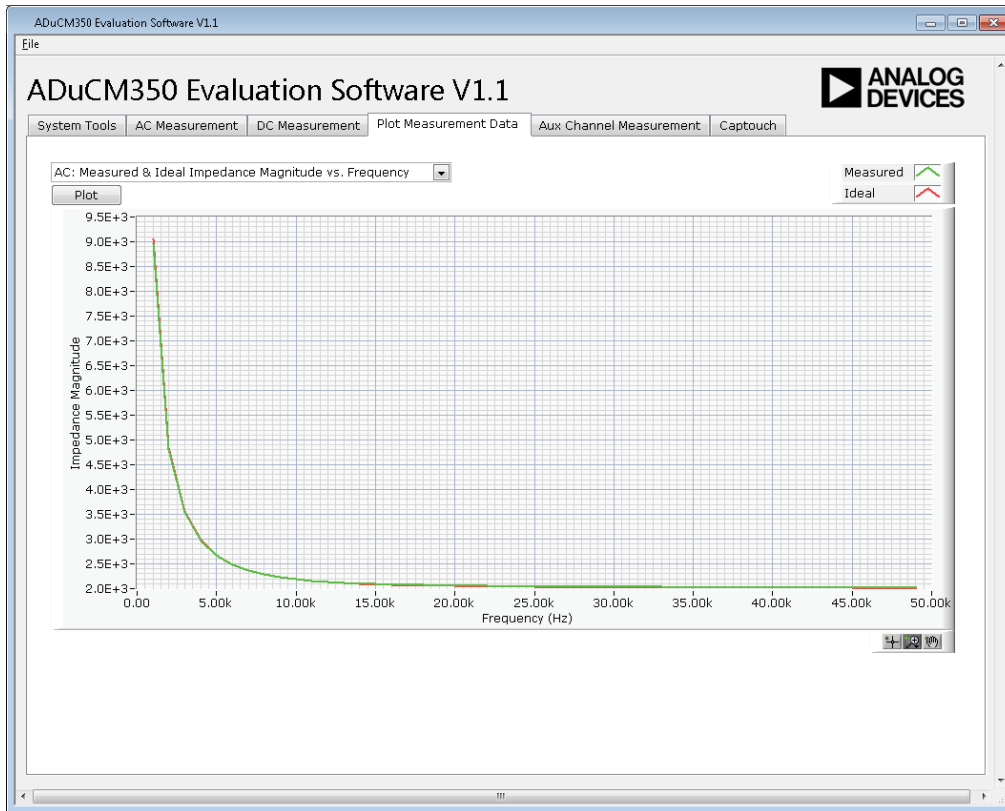 ADuCM350 Evaluation Software V1.1
File
ADuCM350 Evaluation Software V1.1
ANALOG
DEVICES
System Tools AC Measurement DC Measurement Plot Measurement Data Aux Channel Measurement Captouch
AC: Measured & Ideal Impedance Magnitude vs. Frequency
Measured
Plot
Ideal
9.5E+3
9.0E+3
8.5E+3
8.0E+3
7.5E+3
7.0E+3
6.5E+3
6.0E+3
5.5E+3
5.0E+3
4.5E+3
4.0E+3
3.5E+3
3.0E+3
2.5E+3
2.0E+3
Impedance Magnitude
0.00 5.00k 10.00k 15.00k 20.00k 25.00k 30.00k 35.00k 40.00k 45.00k 50.00k
Frequency (Hz)